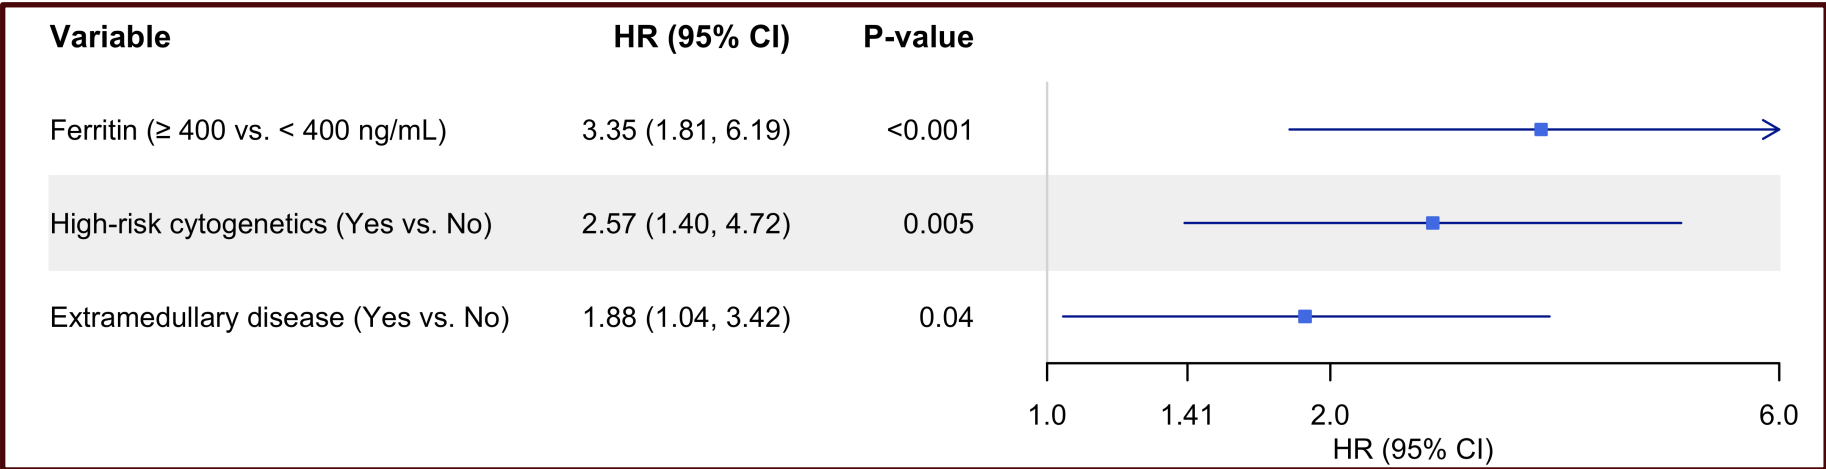 Variable HR (95% CI) P-value
Ferritin (≥ 400 vs. < 400 ng/mL) 3.35 (1.81, 6.19) <0.001
High-risk cytogenetics (Yes vs. No) 2.57 (1.40, 4.72) 0.005
Extramedullary disease (Yes vs. No) 1.88 (1.04, 3.42) 0.04
1.0 1.41 2.0 6.0
HR (95% CI)